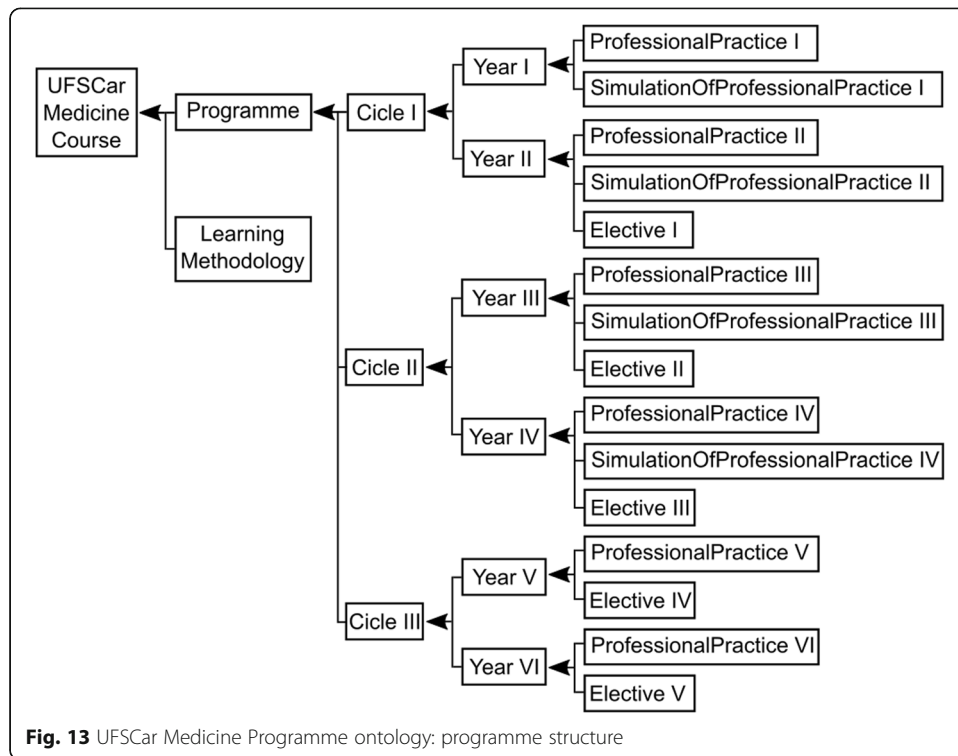 UFSCar
Medicine
Course
Programme
Learning
Methodology
Cicle I
Year I
ProfessionalPractice I
SimulationOfProfessionalPractice I
Year II
ProfessionalPractice II
SimulationOfProfessionalPractice II
Elective I
Cicle II
Year III
ProfessionalPractice III
SimulationOfProfessionalPractice III
Elective II
Year IV
ProfessionalPractice IV
SimulationOfProfessionalPractice IV
Elective III
Cicle III
Year V
ProfessionalPractice V
Elective IV
Year VI
ProfessionalPractice VI
Elective V
Fig. 13 UFSCar Medicine Programme ontology: programme structure